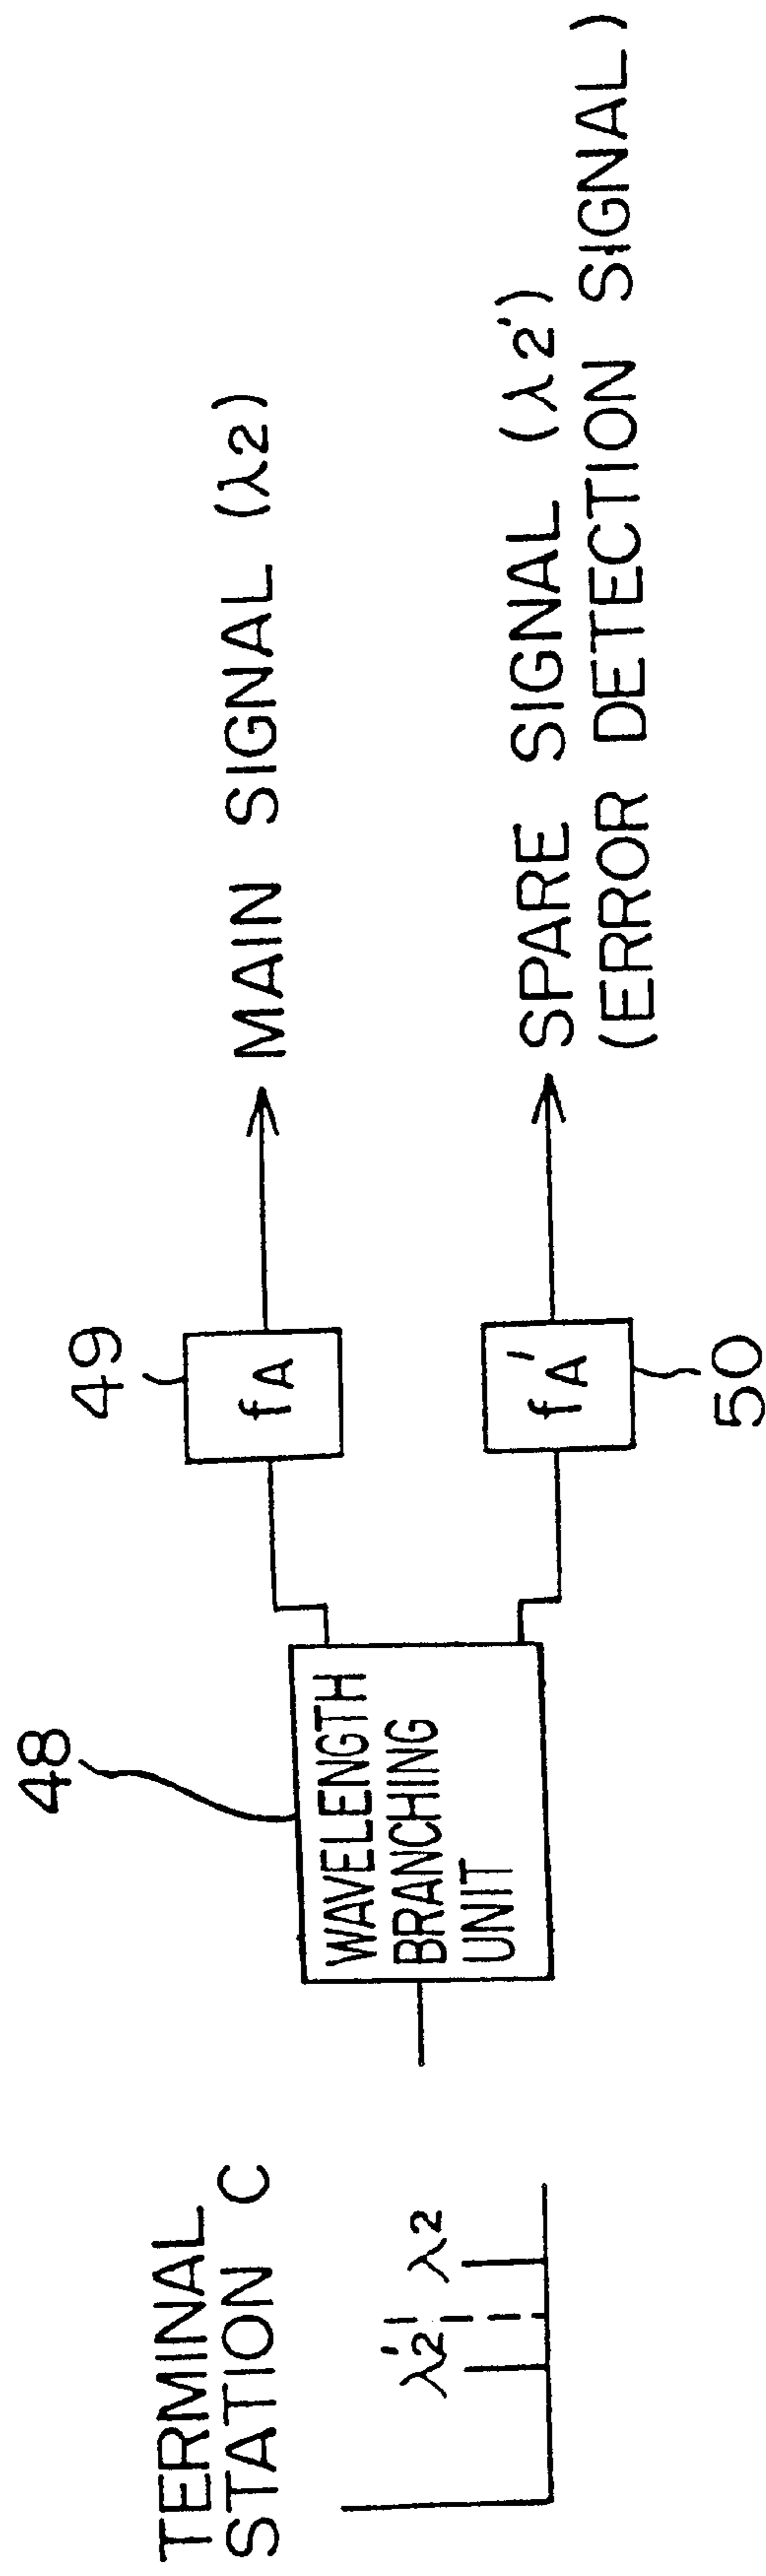 TERMINAL
STATION C
λ2'
λ2
48
WAVELENGTH
BRANCHING
UNIT
49
fA
MAIN SIGNAL (λ2)
fA'
50
SPARE SIGNAL (λ2')
(ERROR DETECTION SIGNAL)